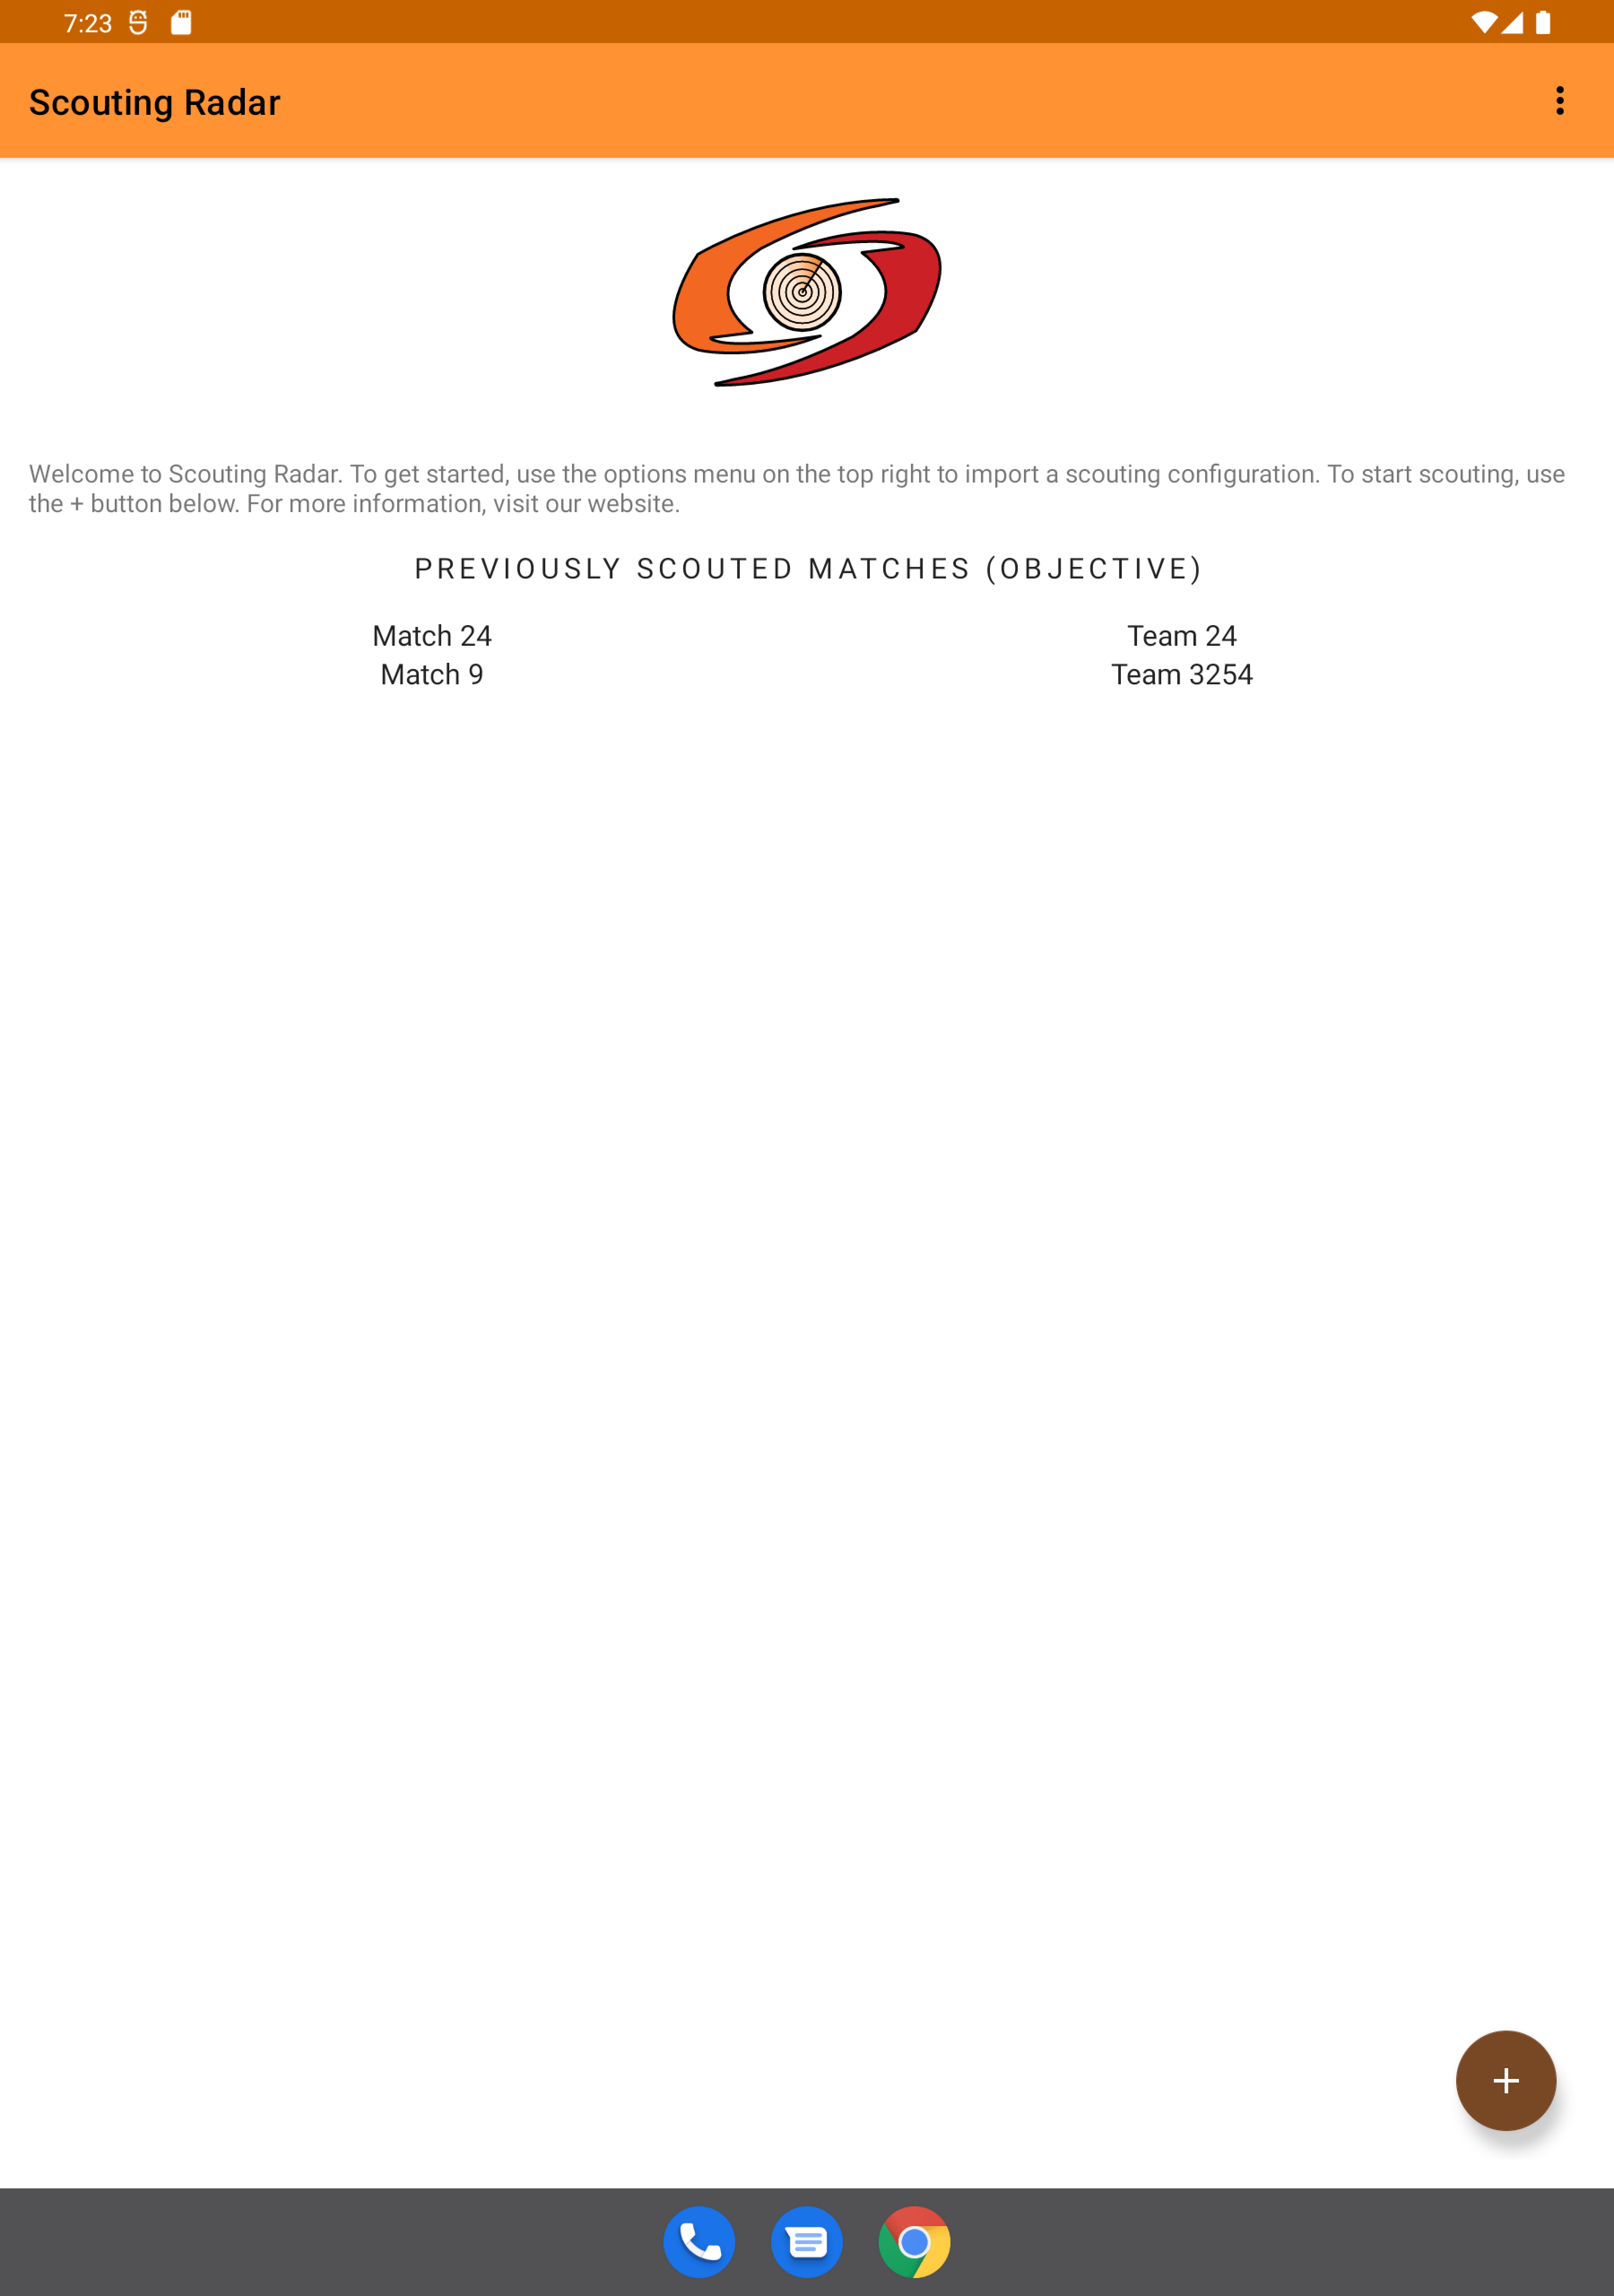 7:23
Scouting Radar
Welcome to Scouting Radar. To get started, use the options menu on the top right to import a scouting configuration. To start scouting, use
the + button below. For more information, visit our website.
PREVIOUSLY SCOUTED MATCHES (OBJECTIVE)
Match 24 Team 24
Match 9 Team 3254
+